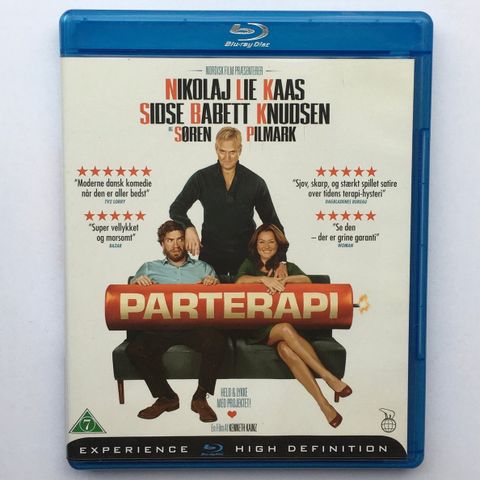 Blu-ray Disc
NORDISK FILM PRÆSENTERER
NIKOLAJ LIE KAAS
SIDSE BABETT KNUDSEN
OG SØREN PILMARK
"Moderne dansk komedie
når den er aller bedst"
TV2 LORRY
"Super vellykket
og morsomt"
BAZAR
"Sjov, skarp, og stærkt spillet satire
over tidens terapi-hysteri"
DAGBLADENES BUREAU
"Se den
– der er grine garanti"
WOMAN
PARTERAPI
HELD & LYKKE
MED PROJEKTET!
En Film Af KENNETH KAINZ
7
EXPERIENCE HIGH DEFINITION